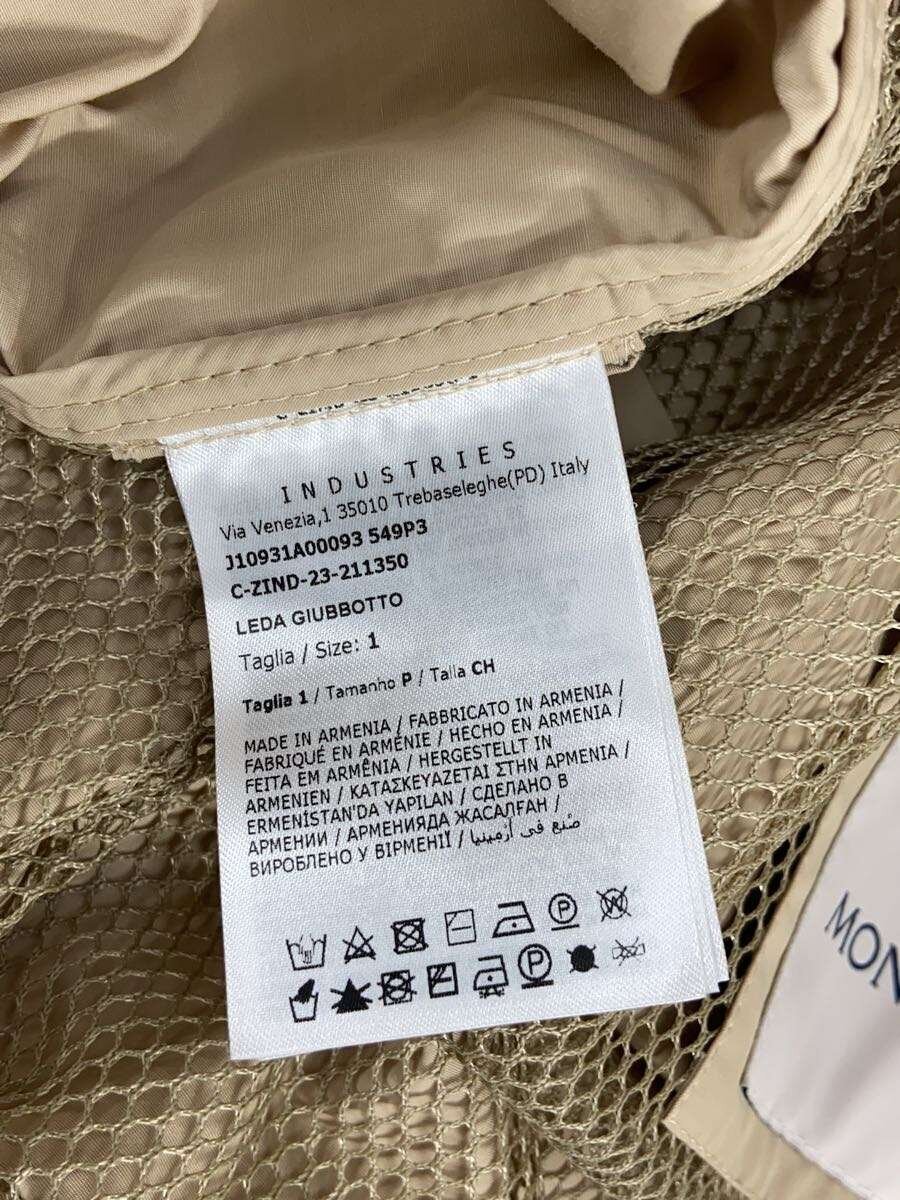 INDUSTRIES
Via Venezia,1 35010 Trebaseleghe(PD) Italy
J10931A00093 549P3
C-ZIND-23-211350
LEDA GIUBBOTTO
Taglia / Size: 1
Taglia 1 / Tamanho P / Talla CH
MADE IN ARMENIA / FABBRICATO IN ARMENIA /
FABRIQUÉ EN ARMÉNIE / HECHO EN ARMENIA /
FEITA EM ARMÊNIA / HERGESTELLT IN
ARMENIEN / ΚΑΤΑΣΚΕΥΑΖΕΤΑΙ ΣΤΗΝ ΑΡΜΕΝΙΑ /
ERMENİSTAN'DA YAPILAN / СДЕЛАНО В
АРМЕНИИ / АРМЕНИЯДА ЖАСАЛҒАН /
ВИРОБЛЕНО У ВІРМЕНІЇ / صنع في أرمينيا
P W
P
MON